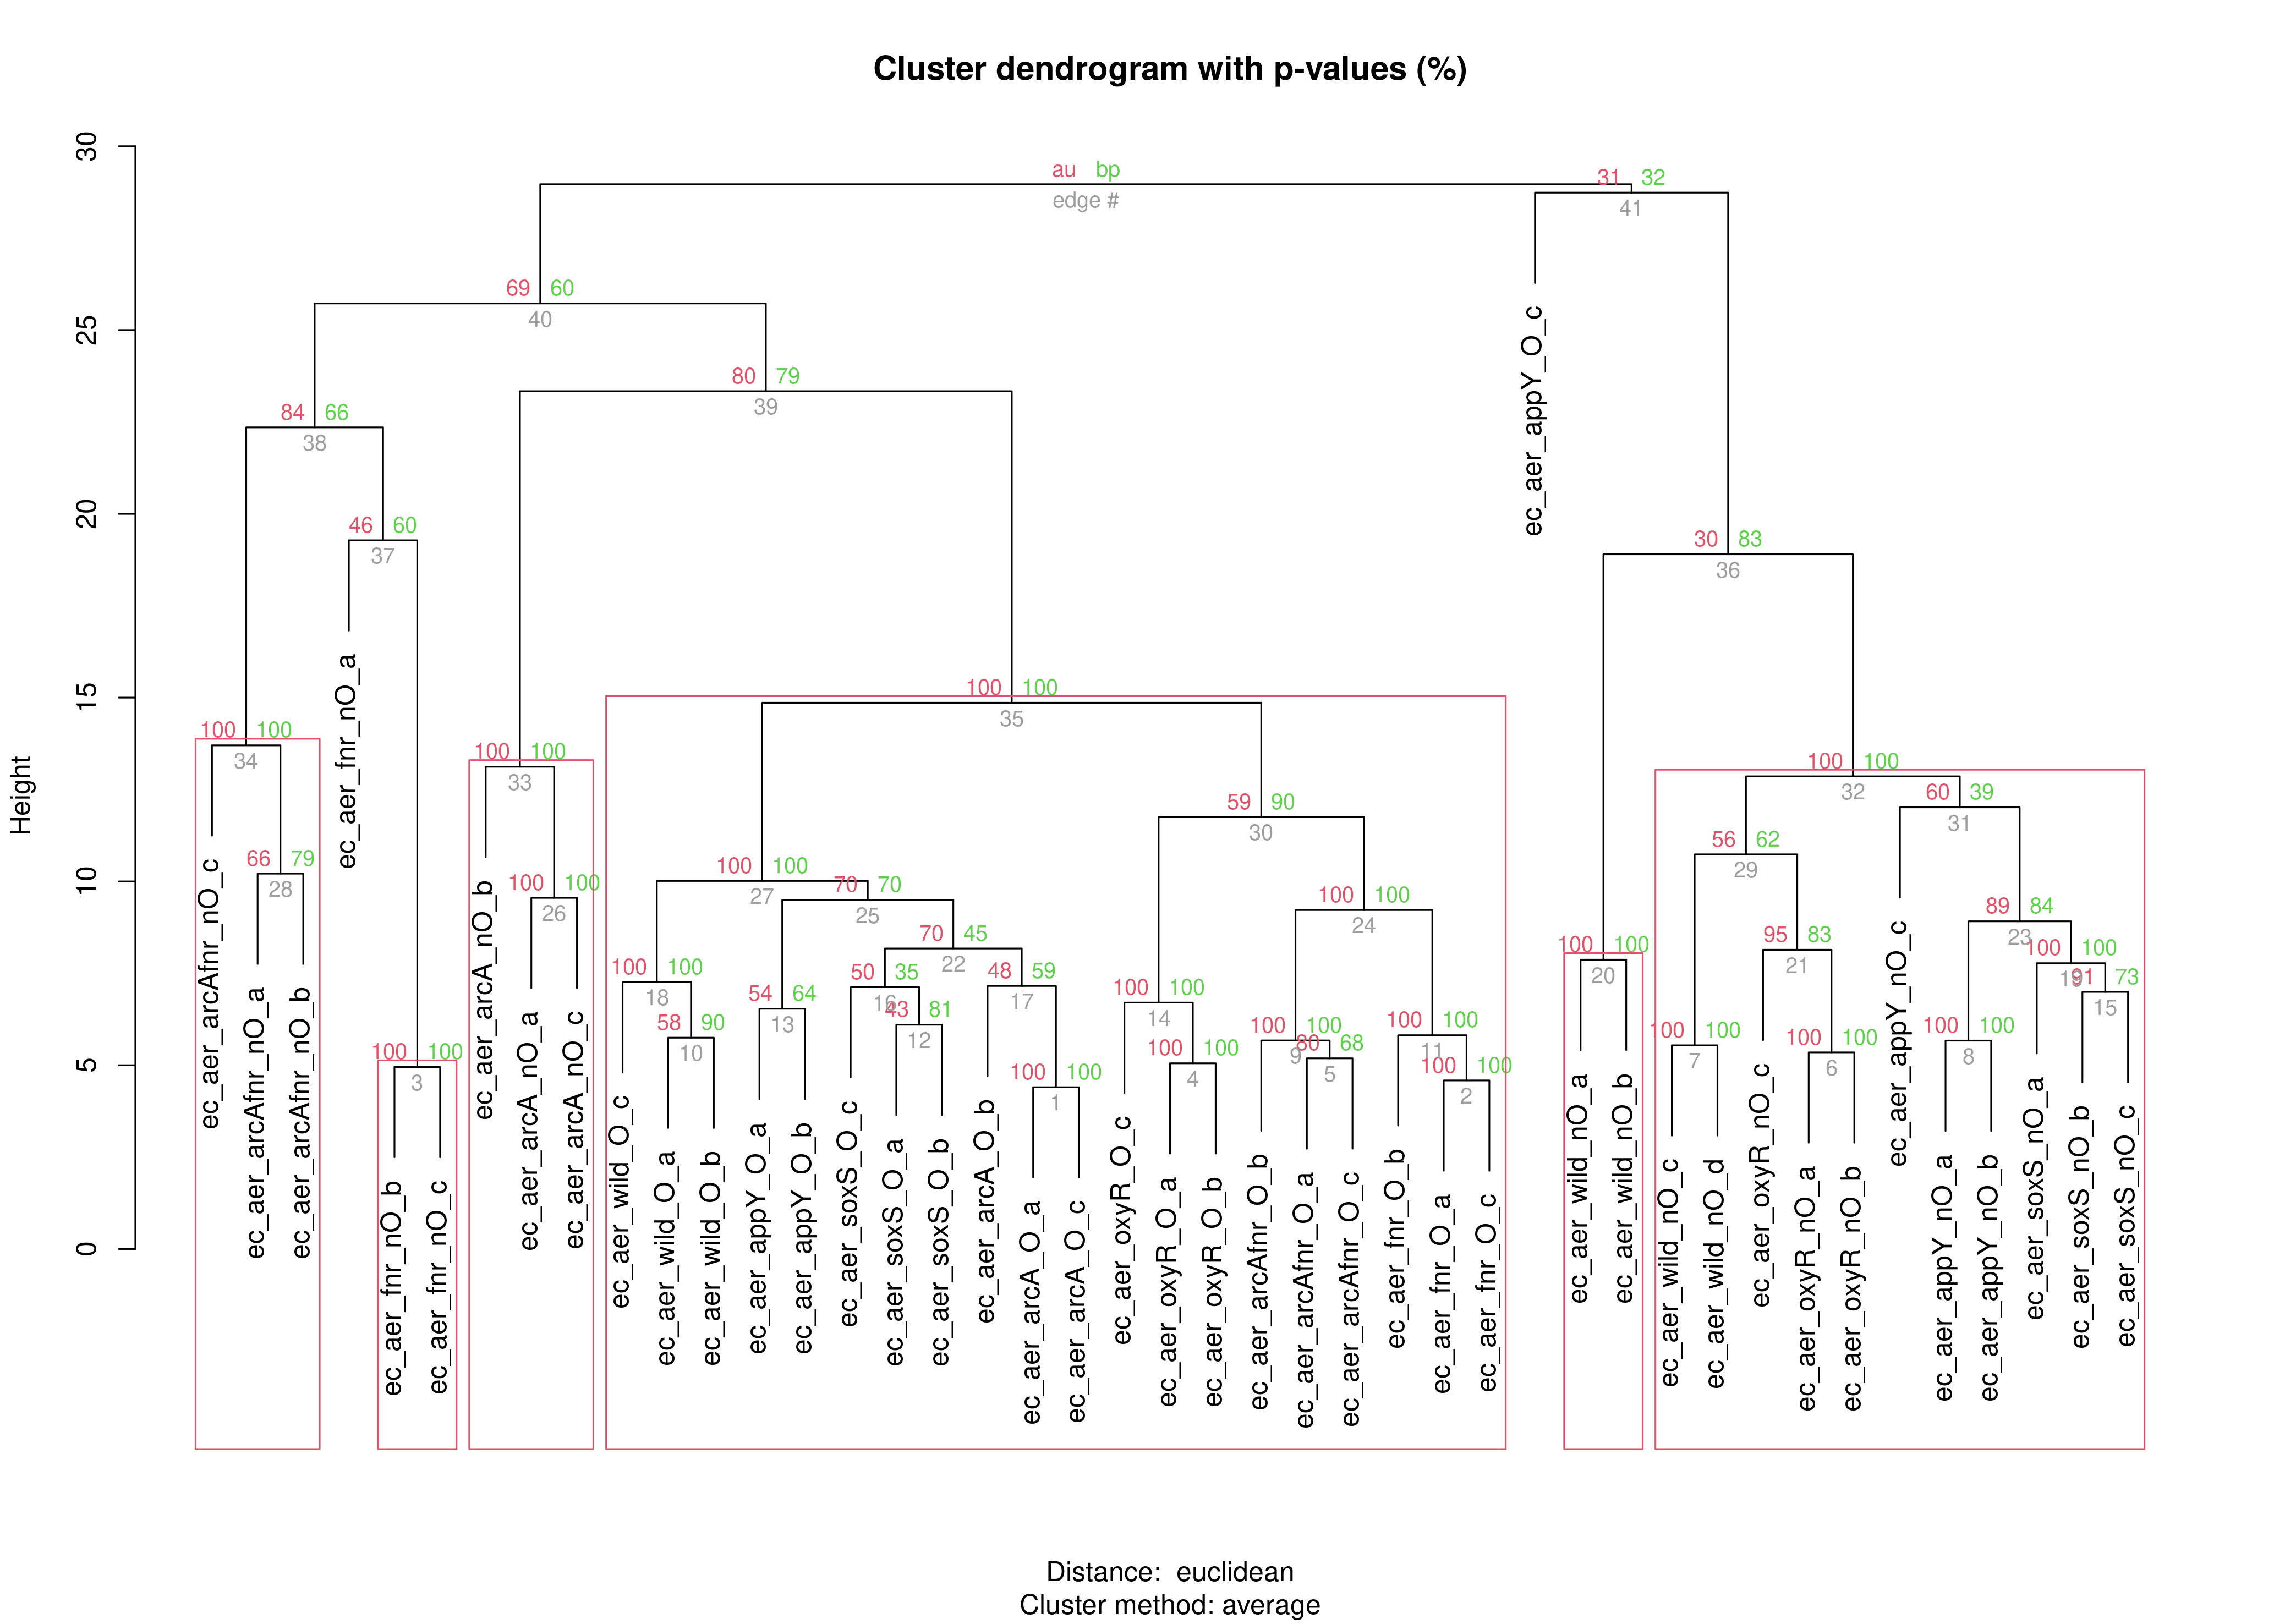 Cluster dendrogram with p-values (%)
Height
30
25
20
15
10
5
0
au bp
edge #
31 32
41
69 60
40
80 79
39
84 66
38
46 60
37
30 83
36
100 100
35
100 100
34
100 100
33
100 100
32
60 39
31
59 90
30
56 62
29
66 79
28
100 100
27
100 100
26
70 70
25
100 100
24
89 84
23
70 45
22
95 83
21
100 100
20
100 100
19
100 100
18
48 59
17
50 35
16
91 73
15
100 100
14
54 64
13
43 81
12
100 100
11
58 90
10
100 100
9
100 100
8
100 100
7
100 100
6
80 68
5
100 100
4
100 100
3
100 100
2
100 100
1
ec_aer_arcAfnr_nO_c
ec_aer_arcAfnr_nO_a
ec_aer_arcAfnr_nO_b
ec_aer_fnr_nO_a
ec_aer_fnr_nO_b
ec_aer_fnr_nO_c
ec_aer_arcA_nO_b
ec_aer_arcA_nO_a
ec_aer_arcA_nO_c
ec_aer_wild_O_c
ec_aer_wild_O_a
ec_aer_wild_O_b
ec_aer_appY_O_a
ec_aer_appY_O_b
ec_aer_soxS_O_c
ec_aer_soxS_O_a
ec_aer_soxS_O_b
ec_aer_arcA_O_b
ec_aer_arcA_O_a
ec_aer_arcA_O_c
ec_aer_oxyR_O_c
ec_aer_oxyR_O_a
ec_aer_oxyR_O_b
ec_aer_arcAfnr_O_b
ec_aer_arcAfnr_O_a
ec_aer_arcAfnr_O_c
ec_aer_fnr_O_b
ec_aer_fnr_O_a
ec_aer_fnr_O_c
ec_aer_appY_O_c
ec_aer_wild_nO_a
ec_aer_wild_nO_b
ec_aer_wild_nO_c
ec_aer_wild_nO_d
ec_aer_oxyR_nO_c
ec_aer_oxyR_nO_a
ec_aer_oxyR_nO_b
ec_aer_appY_nO_c
ec_aer_appY_nO_a
ec_aer_appY_nO_b
ec_aer_soxS_nO_a
ec_aer_soxS_nO_b
ec_aer_soxS_nO_c
Distance: euclidean
Cluster method: average